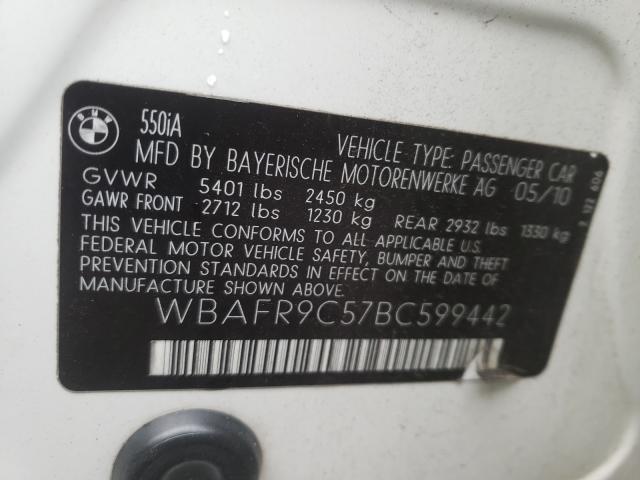 BMW
550iA
VEHICLE TYPE PASSENGER CAR
MFD BY BAYERISCHE MOTORENWERKE AG 05/10
GVWR 5401 lbs 2450 kg
GAWR FRONT 2712 lbs 1230 kg REAR 2932 lbs 1330 kg
THIS VEHICLE CONFORMS TO ALL APPLICABLE U.S.
FEDERAL MOTOR VEHICLE SAFETY, BUMPER AND THEFT
PREVENTION STANDARDS IN EFFECT ON THE DATE OF
MANUFACTURE SHOWN ABOVE.
WBAFR9C57BC599442